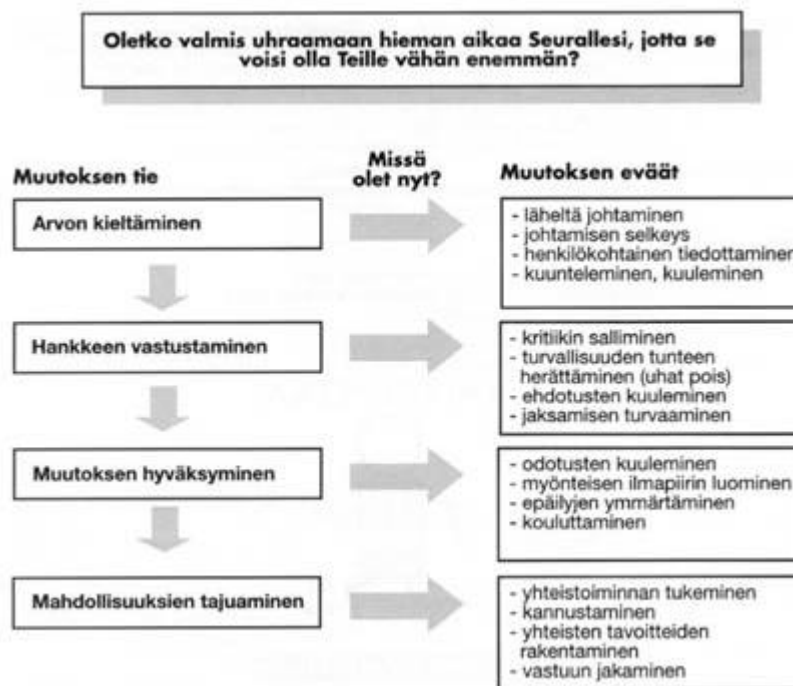 Oletko valmis uhraamaan hieman aikaa Seurallesi, jotta se
voisi olla Teille vähän enemmän?
Muutoksen tie
Missä
olet nyt?
Muutoksen eväät
Arvon kieltäminen
- läheltä johtaminen
- johtamisen selkeys
- henkilökohtainen tiedottaminen
- kuunteleminen, kuuleminen
Hankkeen vastustaminen
- kritiikin salliminen
- turvallisuuden tunteen
herättäminen (uhat pois)
- ehdotusten kuuleminen
- jaksamisen turvaaminen
Muutoksen hyväksyminen
- odotusten kuuleminen
- myönteisen ilmapiirin luominen
- epäilyjen ymmärtäminen
- kouluttaminen
Mahdollisuuksien tajuaminen
- yhteistoiminnan tukeminen
- kannustaminen
- yhteisten tavoitteiden
rakentaminen
- vastuun jakaminen